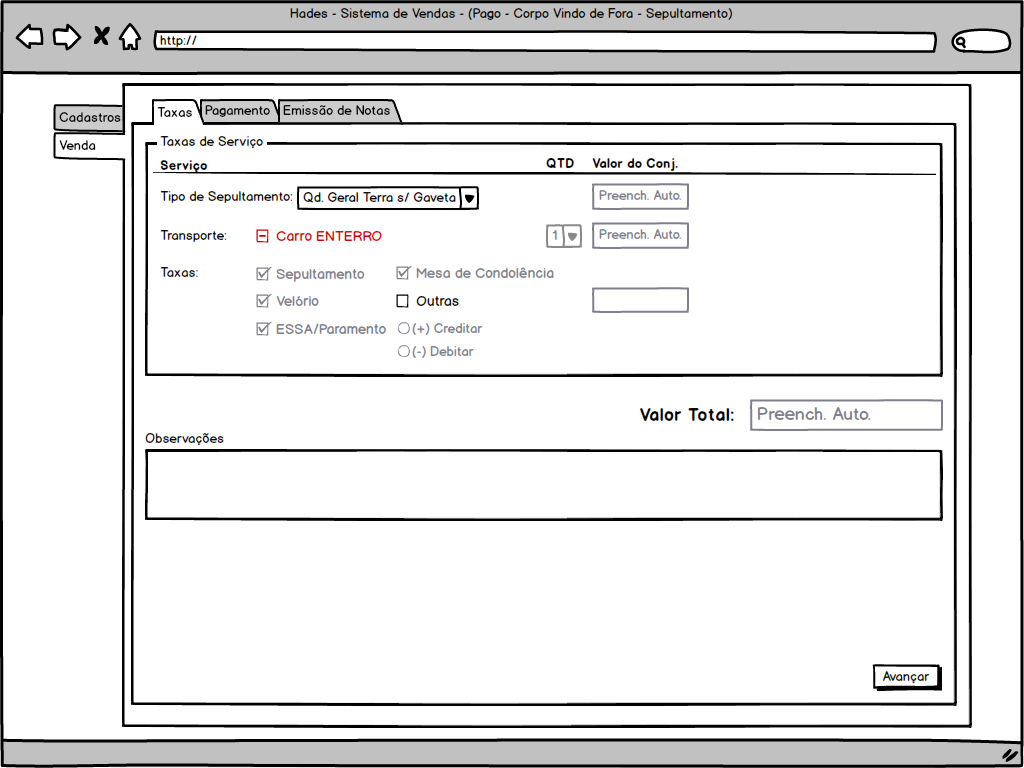 Hades - Sistema de Vendas - (Pago - Corpo Vindo de Fora - Sepultamento)
http://
Cadastros
Venda
Taxas Pagamento Emissão de Notas
Taxas de Serviço
Serviço QTD Valor do Conj.
Tipo de Sepultamento: Qd. Geral Terra s/ Gaveta Preench. Auto.
Transporte: Carro ENTERRO 1 Preench. Auto.
Taxas: Sepultamento Mesa de Condolência
Velório Outras
ESSA/Paramento (+) Creditar
(-) Debitar
Valor Total: Preench. Auto.
Observações
Avançar